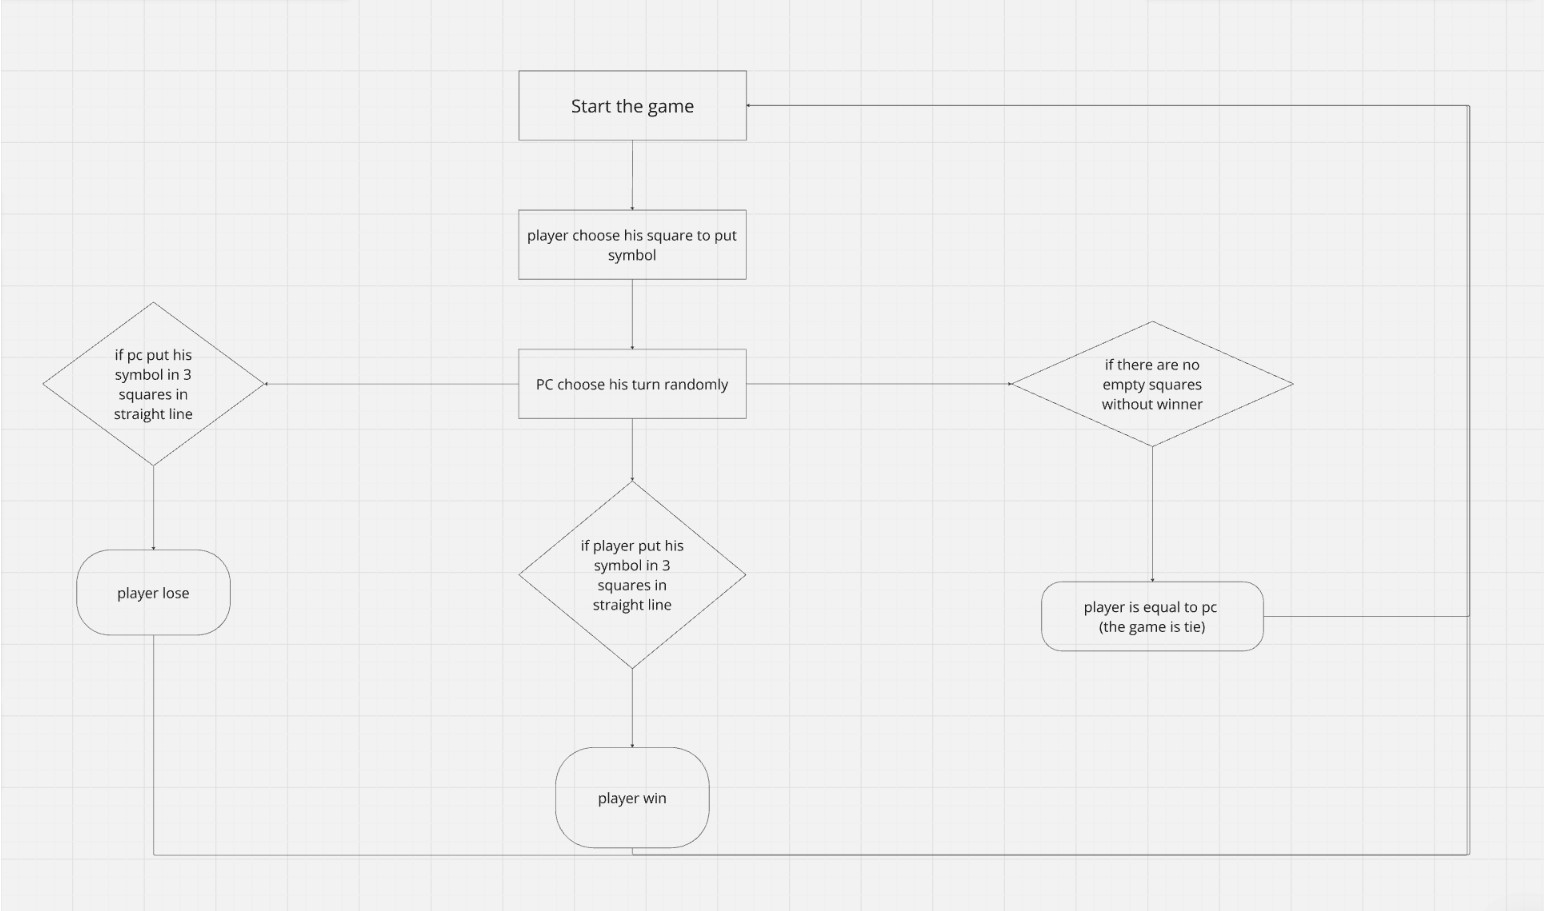 Start the game
player choose his square to put
symbol
if pc put his
symbol in 3
squares in
straight line
PC choose his turn randomly
if there are no
empty squares
without winner
if player put his
symbol in 3
squares in
straight line
player lose
player is equal to pc
(the game is tie)
player win